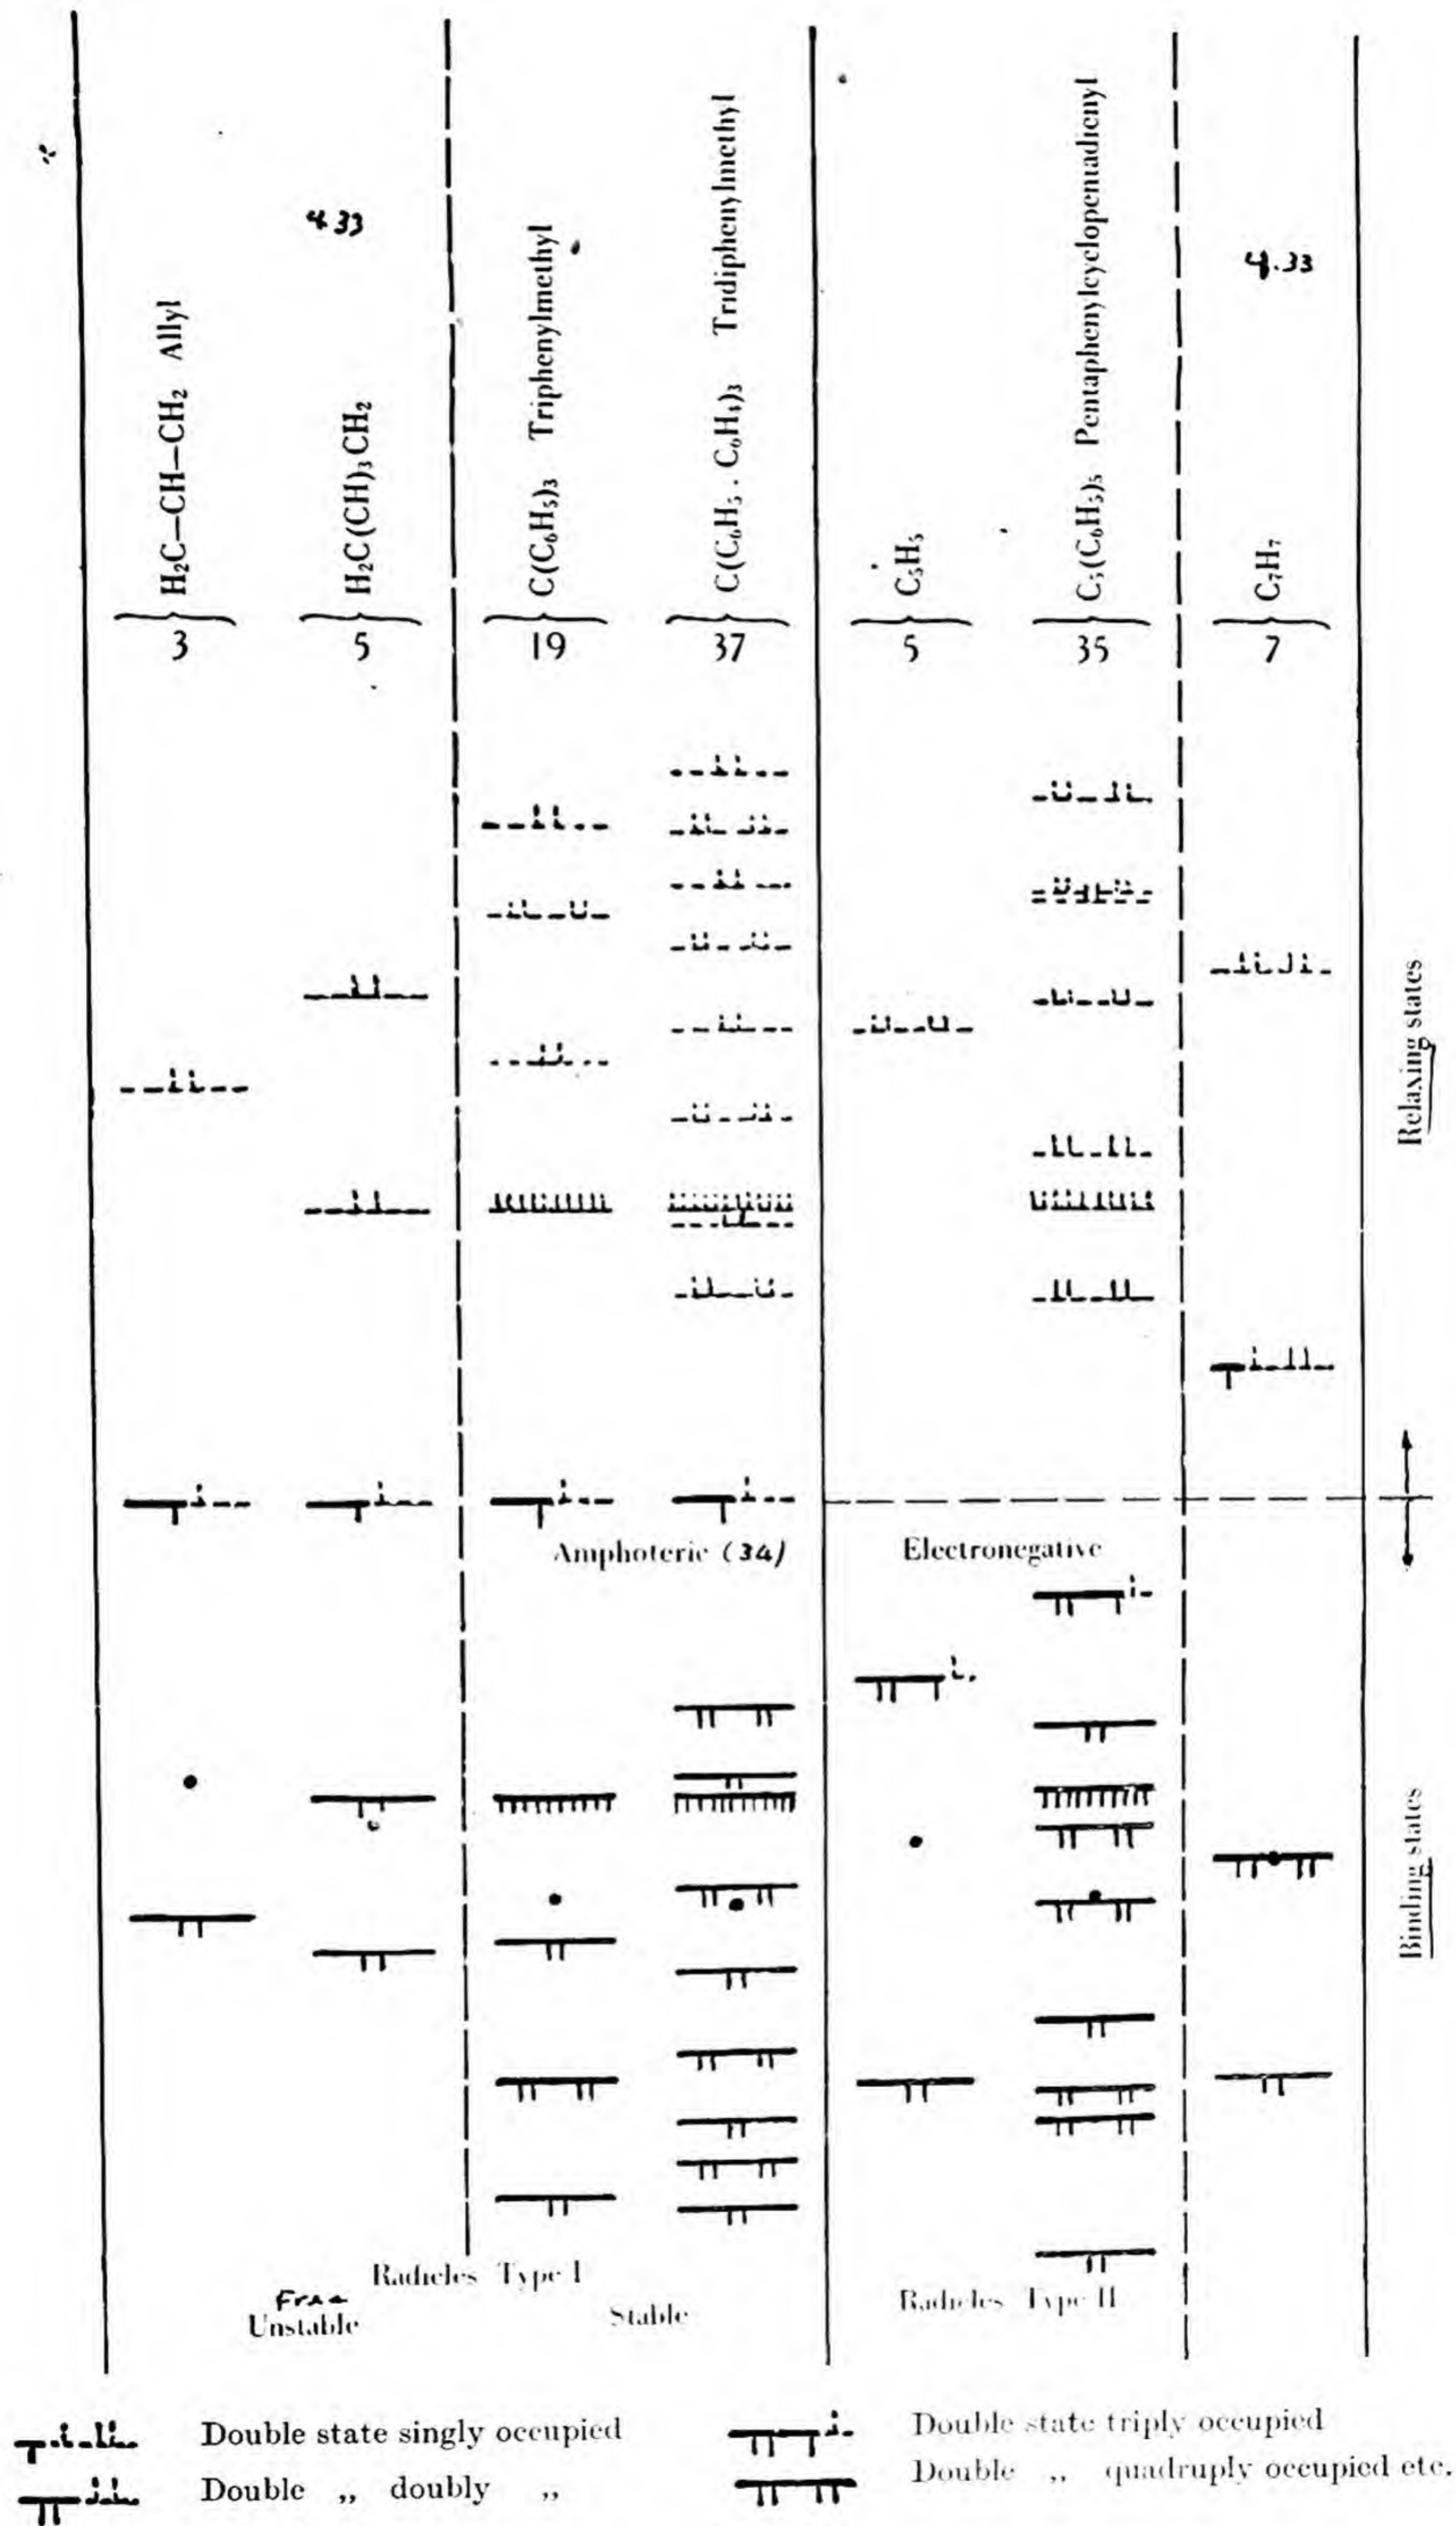 4.33
4.33
H₂C—CH—CH₂ Allyl
H₂C(CH)₃CH₂
C(C₆H₅)₃ Triphenylmethyl
C(C₆H₅ . C₆H₄)₃ Tridiphenylmethyl
C₅H₅
C₅(C₆H₅)₅ Pentaphenylcyclopentadienyl
C₇H₇
3 5 19 37 5 35 7
Relaxing states
Amphoteric (34)
Electronegative
Binding states
Radicles Type I
Free
Unstable
Stable
Radicles Type II
Double state singly occupied
Double „ doubly „
Double state triply occupied
Double „ quadruply occupied etc.